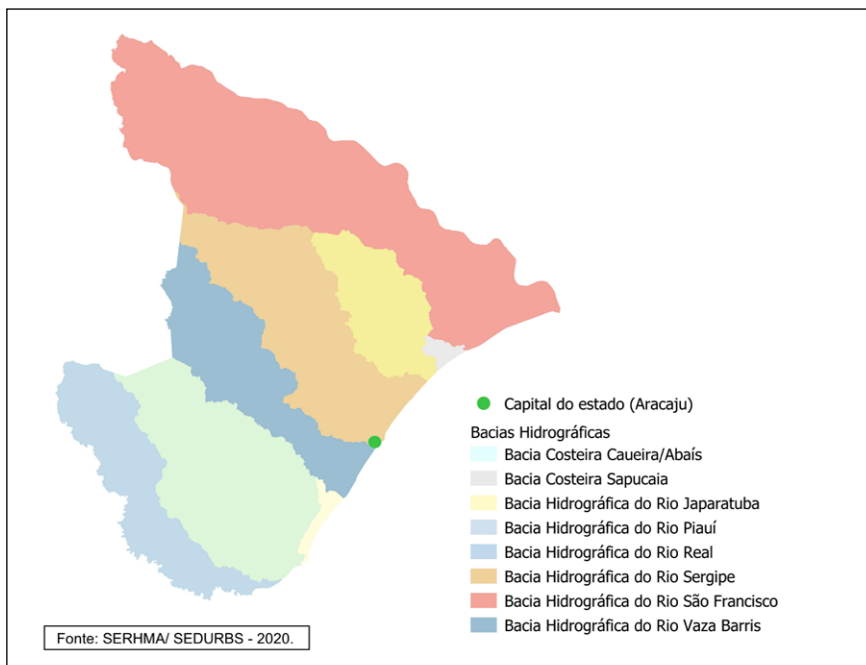 Capital do estado (Aracaju)
Bacias Hidrográficas
Bacia Costeira Caueira/Abaís
Bacia Costeira Sapucaia
Bacia Hidrográfica do Rio Japaratuba
Bacia Hidrográfica do Rio Piauí
Bacia Hidrográfica do Rio Real
Bacia Hidrográfica do Rio Sergipe
Bacia Hidrográfica do Rio São Francisco
Bacia Hidrográfica do Rio Vaza Barris
Fonte: SERHMA/ SEDURBS - 2020.